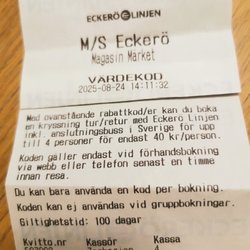 ECKERÖ LINJEN
M/S Eckerö
Magasin Market
VÄRDEKOD
2025-08-24 14:11:32
Med ovanstående rabattkod/er kan du boka
en kryssning tur/retur med Eckerö Linjen
inkl. anslutningsbuss i Sverige för upp
till 4 personer för endast 40 kr/person.
Koden gäller endast vid förhandsbokning
via webb eller telefon senast en timme
innan resa.
Du kan bara använda en kod per bokning.
Koden kan ej användas vid gruppbokningar.
Giltighetstid: 100 dagar
Kvitto.nr Kassör Kassa